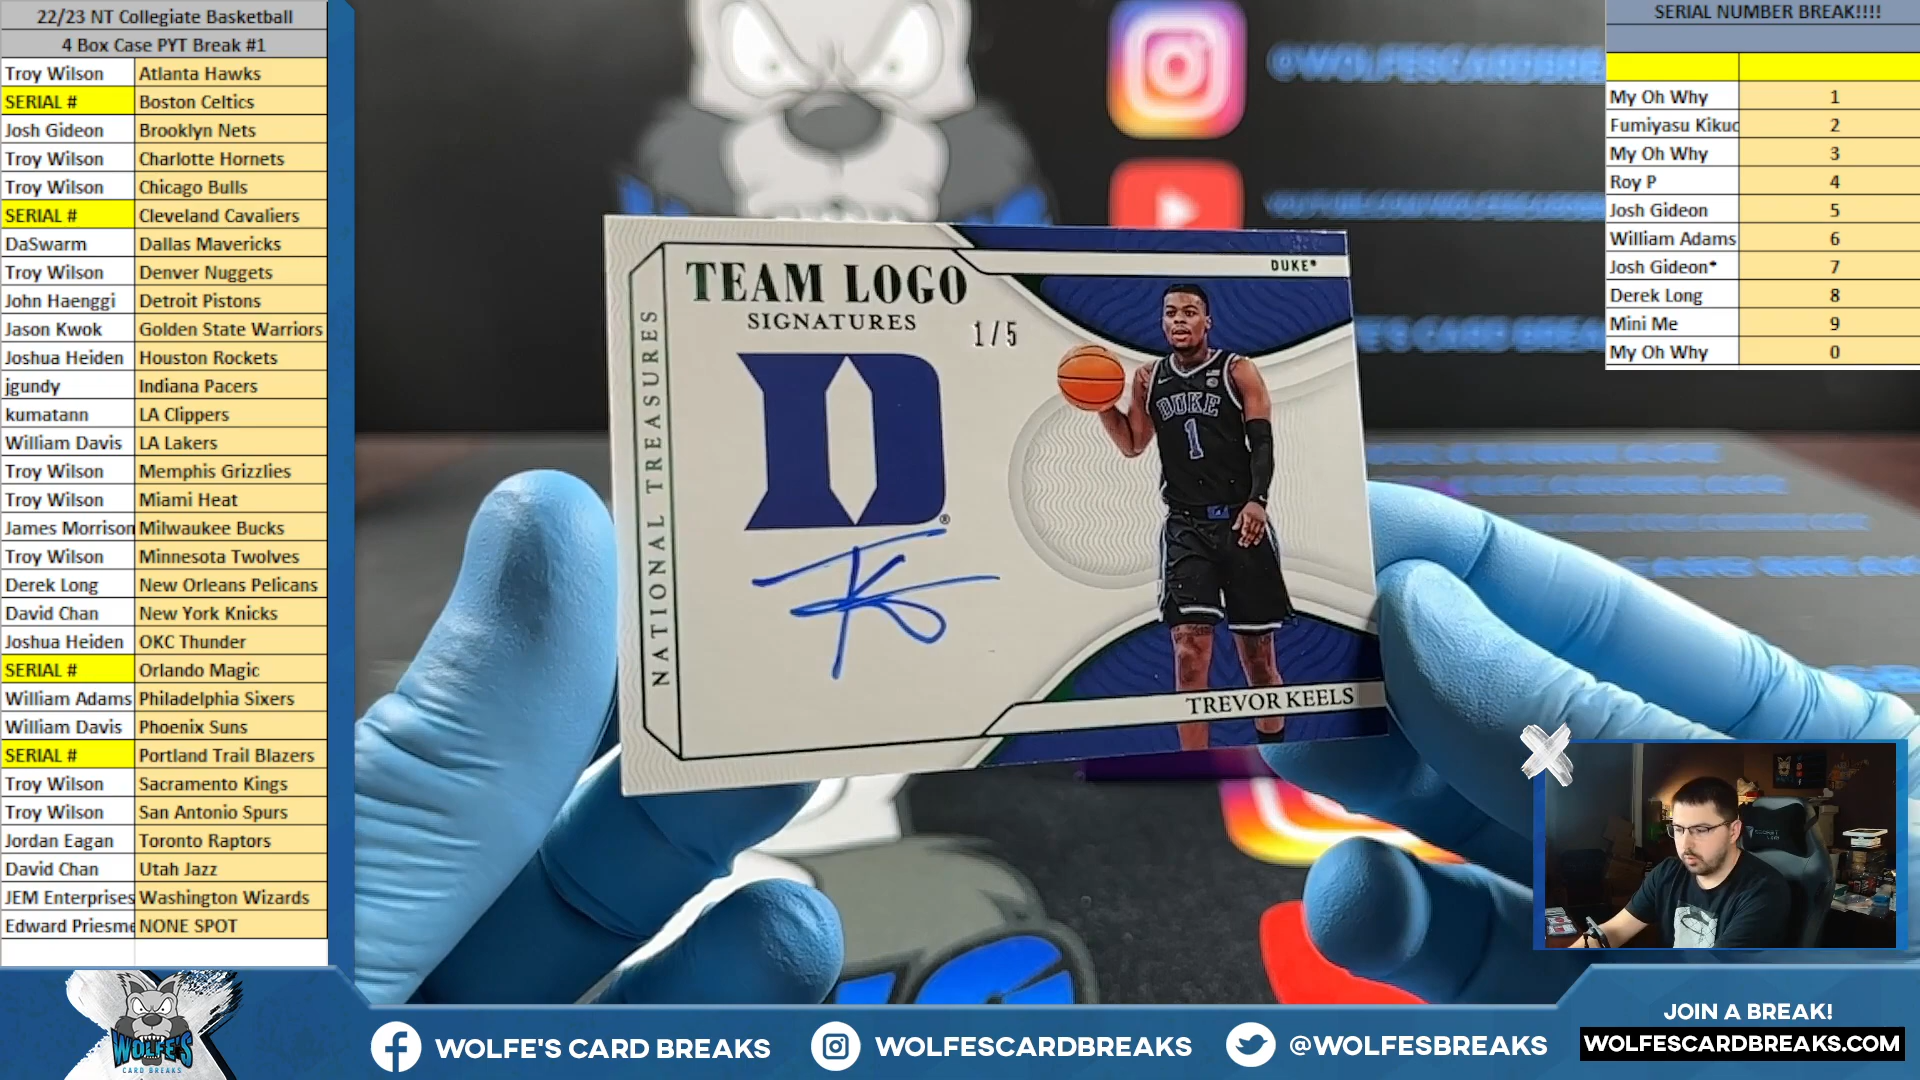 22/23 NT Collegiate Basketball
4 Box Case PYT Break #1
Troy Wilson Atlanta Hawks
SERIAL # Boston Celtics
Josh Gideon Brooklyn Nets
Troy Wilson Charlotte Hornets
Troy Wilson Chicago Bulls
SERIAL # Cleveland Cavaliers
DaSwarm Dallas Mavericks
Troy Wilson Denver Nuggets
John Haenggi Detroit Pistons
Jason Kwok Golden State Warriors
Joshua Heiden Houston Rockets
jgundy Indiana Pacers
kumatann LA Clippers
William Davis LA Lakers
Troy Wilson Memphis Grizzlies
Troy Wilson Miami Heat
James Morrison Milwaukee Bucks
Troy Wilson Minnesota Twolves
Derek Long New Orleans Pelicans
David Chan New York Knicks
Joshua Heiden OKC Thunder
SERIAL # Orlando Magic
William Adams Philadelphia Sixers
William Davis Phoenix Suns
SERIAL # Portland Trail Blazers
Troy Wilson Sacramento Kings
Troy Wilson San Antonio Spurs
Jordan Eagan Toronto Raptors
David Chan Utah Jazz
JEM Enterprises Washington Wizards
Edward Priesme NONE SPOT
TEAM LOGO
SIGNATURES
1/5
NATIONAL TREASURES
D®
TK
DUKE®
DUKE
1
TREVOR KEELS
@WOLFESCARDBRE
SERIAL NUMBER BREAK!!!!
My Oh Why 1
Fumiyasu Kikuc 2
My Oh Why 3
Roy P 4
Josh Gideon 5
William Adams 6
Josh Gideon* 7
Derek Long 8
Mini Me 9
My Oh Why 0
WOLFE'S
CARD BREAKS
WOLFE'S CARD BREAKS
WOLFESCARDBREAKS
@WOLFESBREAKS
JOIN A BREAK!
WOLFESCARDBREAKS.COM